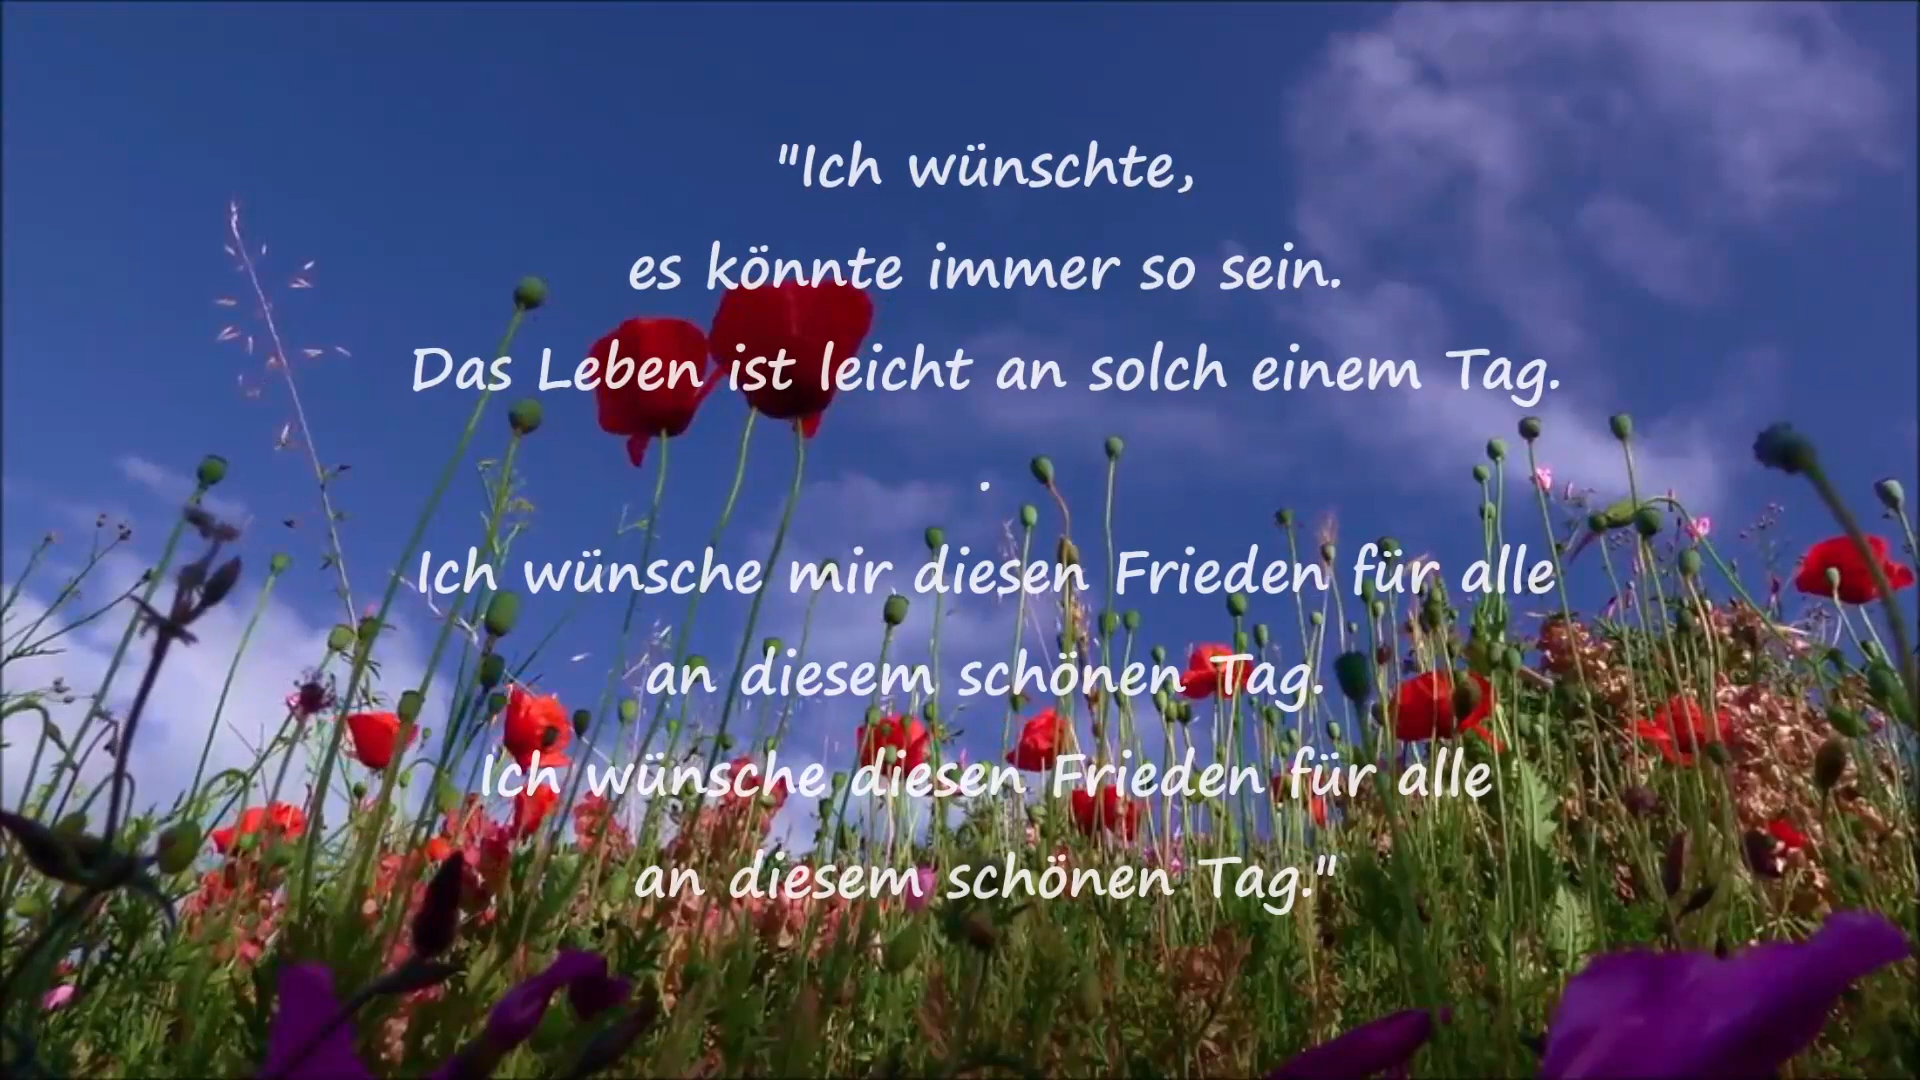 "Ich wünschte,
es könnte immer so sein.
Das Leben ist leicht an solch einem Tag.
.
Ich wünsche mir diesen Frieden für alle
an diesem schönen Tag.
Ich wünsche diesen Frieden für alle
an diesem schönen Tag."